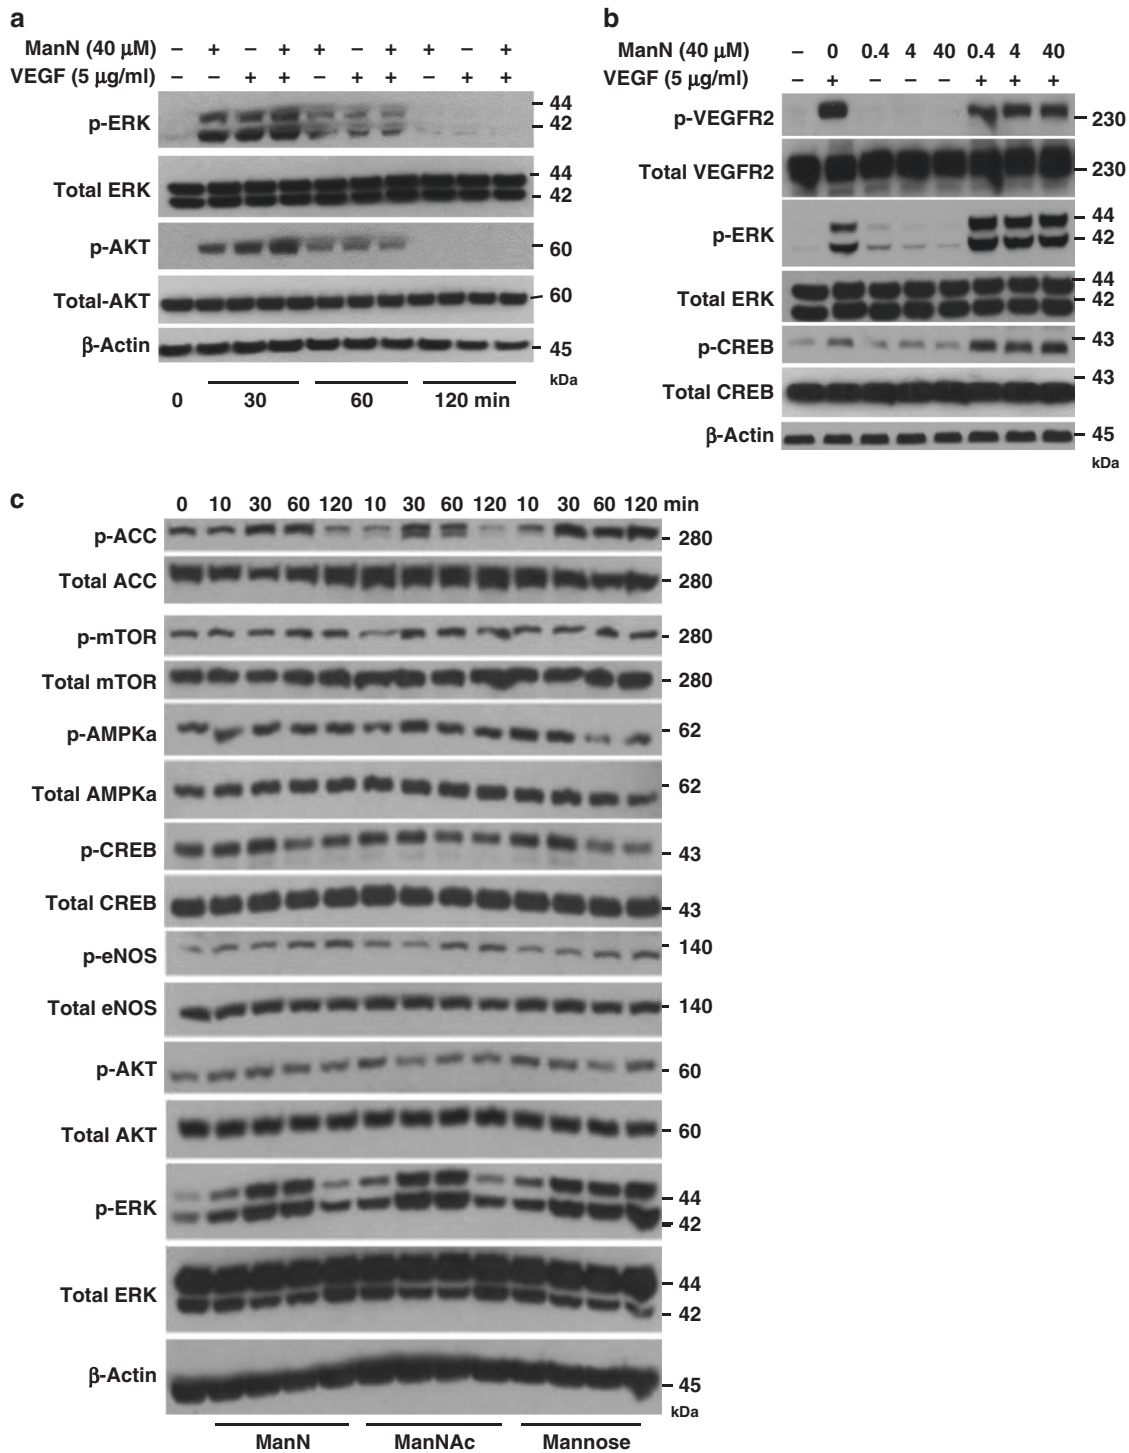 a
ManN (40 µM) – + – + + – + + – +
VEGF (5 µg/ml) – – + + – + + – + +
p-ERK 44
42
Total ERK 44
42
p-AKT 60
Total-AKT 60
β-Actin 45
kDa
0 30 60 120 min
b
ManN (40 µM) – 0 0.4 4 40 0.4 4 40
VEGF (5 µg/ml) – + – – – + + +
p-VEGFR2 230
Total VEGFR2 230
p-ERK 44
42
Total ERK 44
42
p-CREB 43
Total CREB 43
β-Actin 45
kDa
c
0 10 30 60 120 10 30 60 120 10 30 60 120 min
p-ACC 280
Total ACC 280
p-mTOR 280
Total mTOR 280
p-AMPKa 62
Total AMPKa 62
p-CREB 43
Total CREB 43
p-eNOS 140
Total eNOS 140
p-AKT 60
Total AKT 60
p-ERK 44
42
Total ERK 44
42
β-Actin 45
kDa
ManN ManNAc Mannose